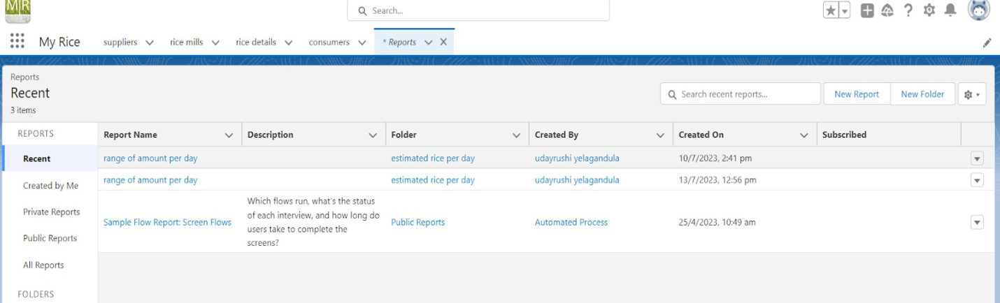 M|R
Search...
My Rice
suppliers
rice mills
rice details
consumers
* Reports
Reports
Recent
3 items
Search recent reports...
New Report
New Folder
REPORTS
Recent
Created by Me
Private Reports
Public Reports
All Reports
FOLDERS
Report Name Description Folder Created By Created On Subscribed
range of amount per day estimated rice per day udayrushi yelagandula 10/7/2023, 2:41 pm
range of amount per day estimated rice per day udayrushi yelagandula 13/7/2023, 12:56 pm
Sample Flow Report: Screen Flows
Which flows run, what's the status
of each interview, and how long do
users take to complete the
screens?
Public Reports Automated Process 25/4/2023, 10:49 am